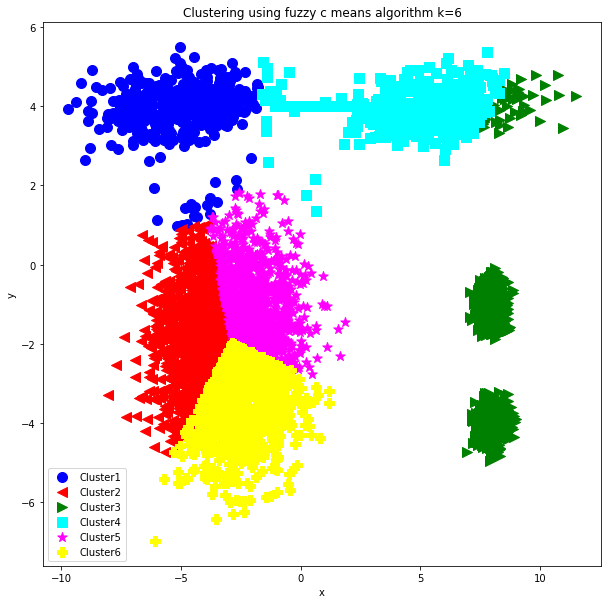 Clustering using fuzzy c means algorithm k=6
6
4
2
0
−2
−4
−6
y
Cluster1
Cluster2
Cluster3
Cluster4
Cluster5
Cluster6
−10
−5
0
5
10
x